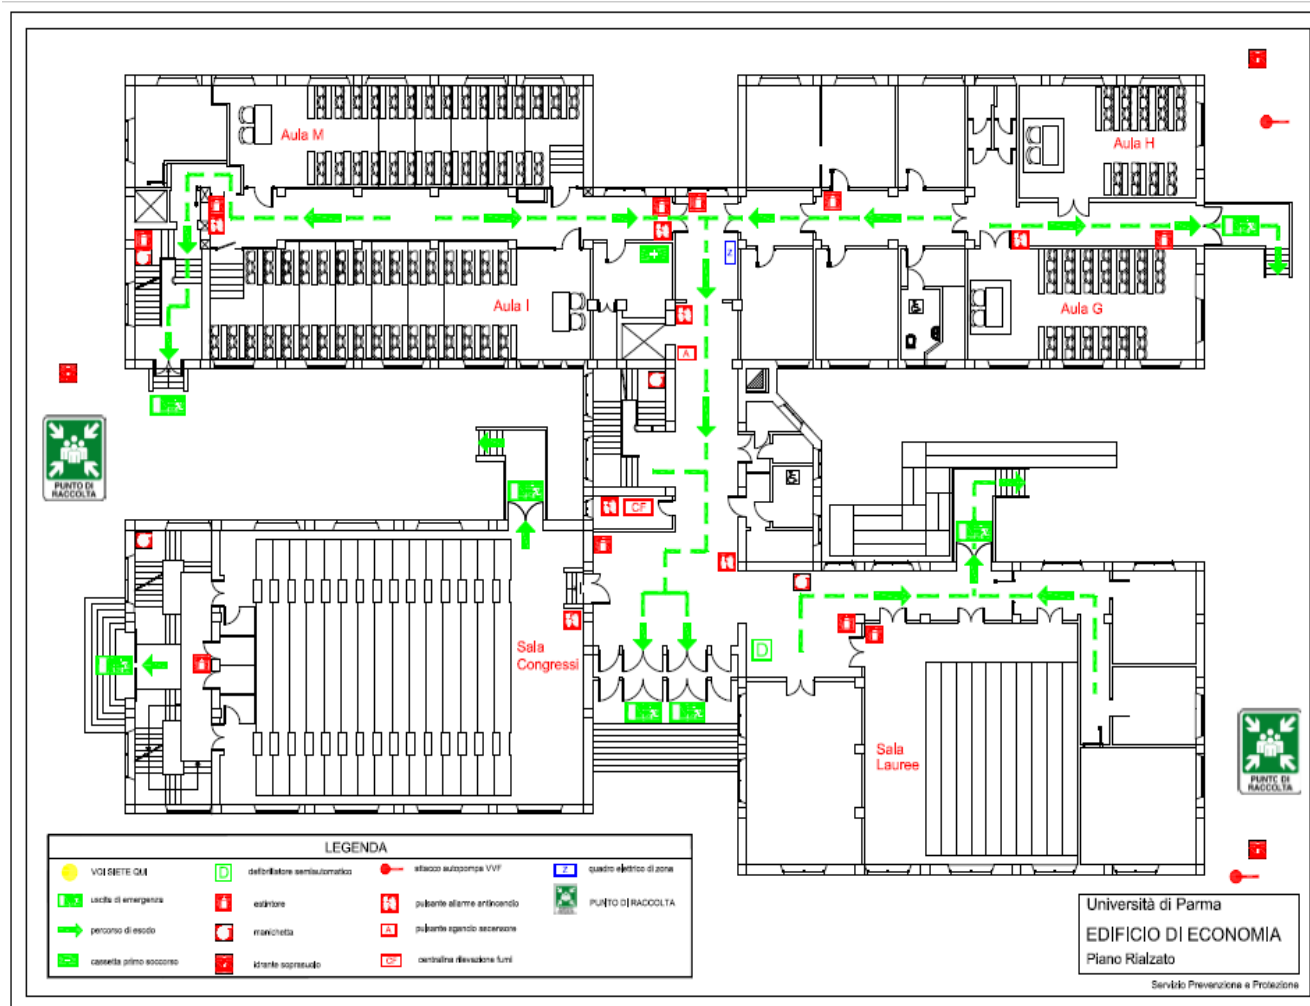 Aula M
Aula H
Aula I
Aula G
Z
A
PUNTO DI
RACCOLTA
CF
Sala
Congressi
D
Sala
Lauree
PUNTO DI
RACCOLTA
LEGENDA
VOI SIETE QUI
D defibrillatore semiautomatico
attacco autopompa VVF
Z quadro elettrico di zona
uscita di emergenza
estintore
pulsante allarme antincendio
PUNTO DI RACCOLTA
percorso di esodo
manichetta
A pulsante sgancio ascensore
cassetta primo soccorso
idrante soprasuolo
CF centralina rilevazione fumi
Università di Parma
EDIFICIO DI ECONOMIA
Piano Rialzato
Servizio Prevenzione e Protezione